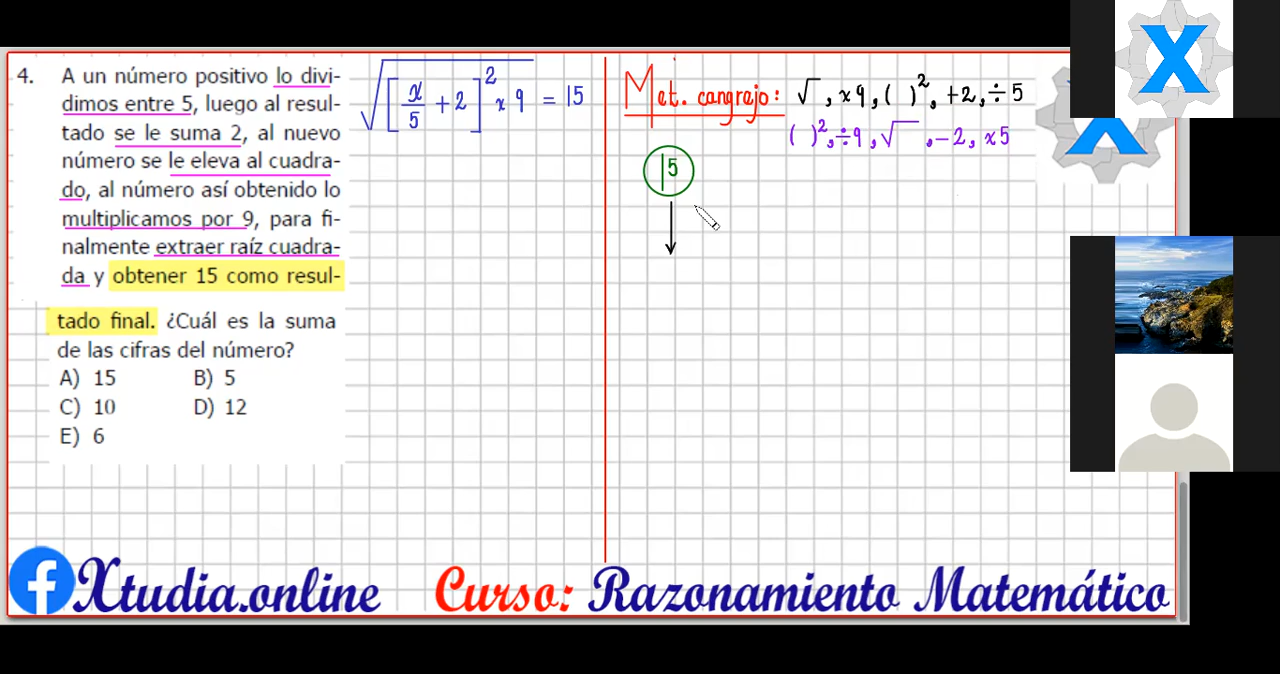 4. A un número positivo lo divi-
dimos entre 5, luego al resul-
tado se le suma 2, al nuevo
número se le eleva al cuadra-
do, al número así obtenido lo
multiplicamos por 9, para fi-
nalmente extraer raíz cuadra-
da y obtener 15 como resul-
tado final. ¿Cuál es la suma
de las cifras del número?
A) 15 B) 5
C) 10 D) 12
E) 6
√([x/5 + 2]² x 9) = 15
Met. cangrejo: √ , x 9, ( )², +2, ÷ 5
( )², ÷9, √ , -2, x 5
15
X
f Xtudia.online Curso: Razonamiento Matemático